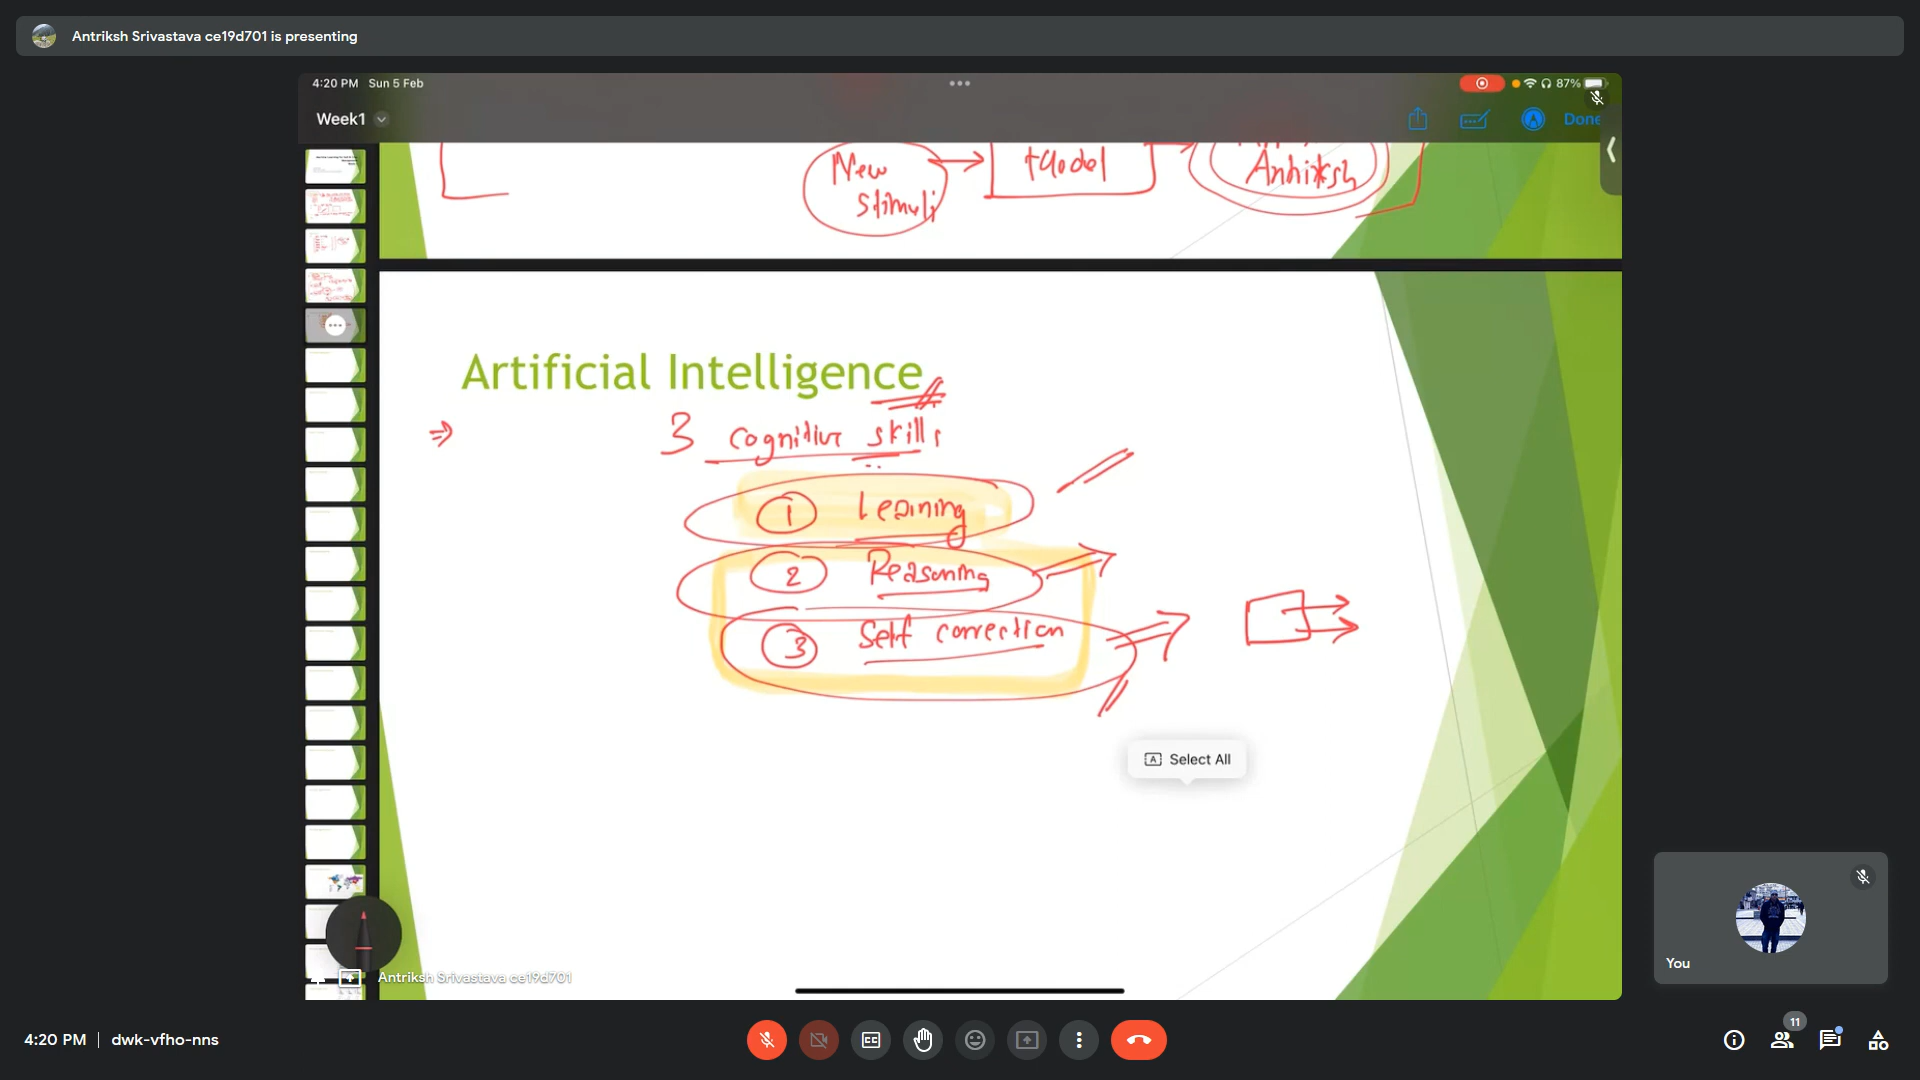 Antriksh Srivastava ce19d701 is presenting
4:20 PM Sun 5 Feb
87%
Week1
Done
New Stimuli
Model
Antriksh
Artificial Intelligence
⇒ 3 cognitive skills
1 Learning
2 Reasoning
3 Self correction
Select All
Antriksh Srivastava ce19d701
You
4:20 PM | dwk-vfho-nns
11